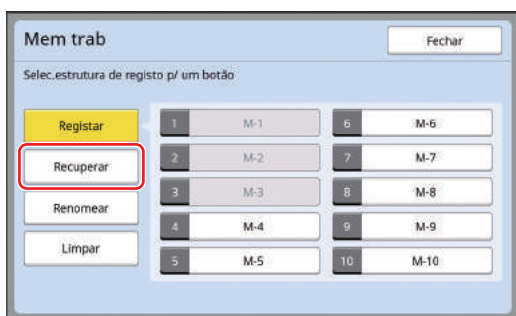 Mem trab
Fechar
Selec.estrutura de registo p/ um botão
Registar
Recuperar
Renomear
Limpar
1 M-1
2 M-2
3 M-3
4 M-4
5 M-5
6 M-6
7 M-7
8 M-8
9 M-9
10 M-10